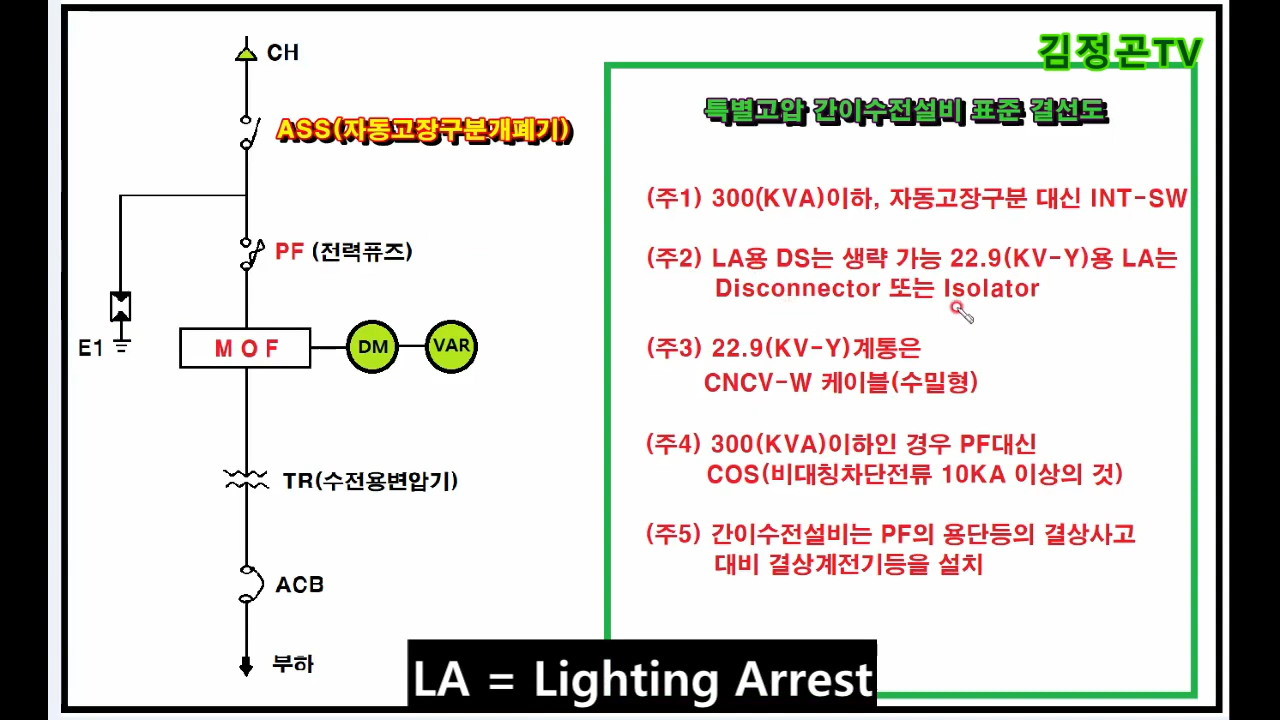 김정곤TV
CH
ASS(자동고장구분개폐기)
PF (전력퓨즈)
E1
MOF
DM
VAR
TR(수전용변압기)
ACB
부하
특별고압 간이수전설비 표준 결선도
(주1) 300(KVA)이하, 자동고장구분 대신 INT-SW
(주2) LA용 DS는 생략 가능 22.9(KV-Y)용 LA는
Disconnector 또는 Isolator
(주3) 22.9(KV-Y)계통은
CNCV-W 케이블(수밀형)
(주4) 300(KVA)이하인 경우 PF대신
COS(비대칭차단전류 10KA 이상의 것)
(주5) 간이수전설비는 PF의 용단등의 결상사고
대비 결상계전기등을 설치
LA = Lighting Arrest